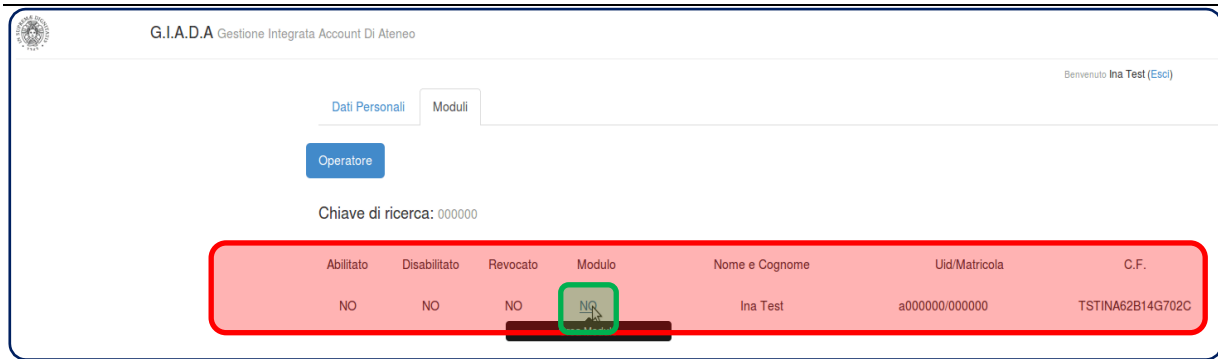 G.I.A.D.A Gestione Integrata Account Di Ateneo
Benvenuto Ina Test (Esci)
Dati Personali Moduli
Operatore
Chiave di ricerca: 000000
Abilitato Disabilitato Revocato Modulo Nome e Cognome Uid/Matricola C.F.
NO NO NO NO Ina Test a000000/000000 TSTINA62B14G702C